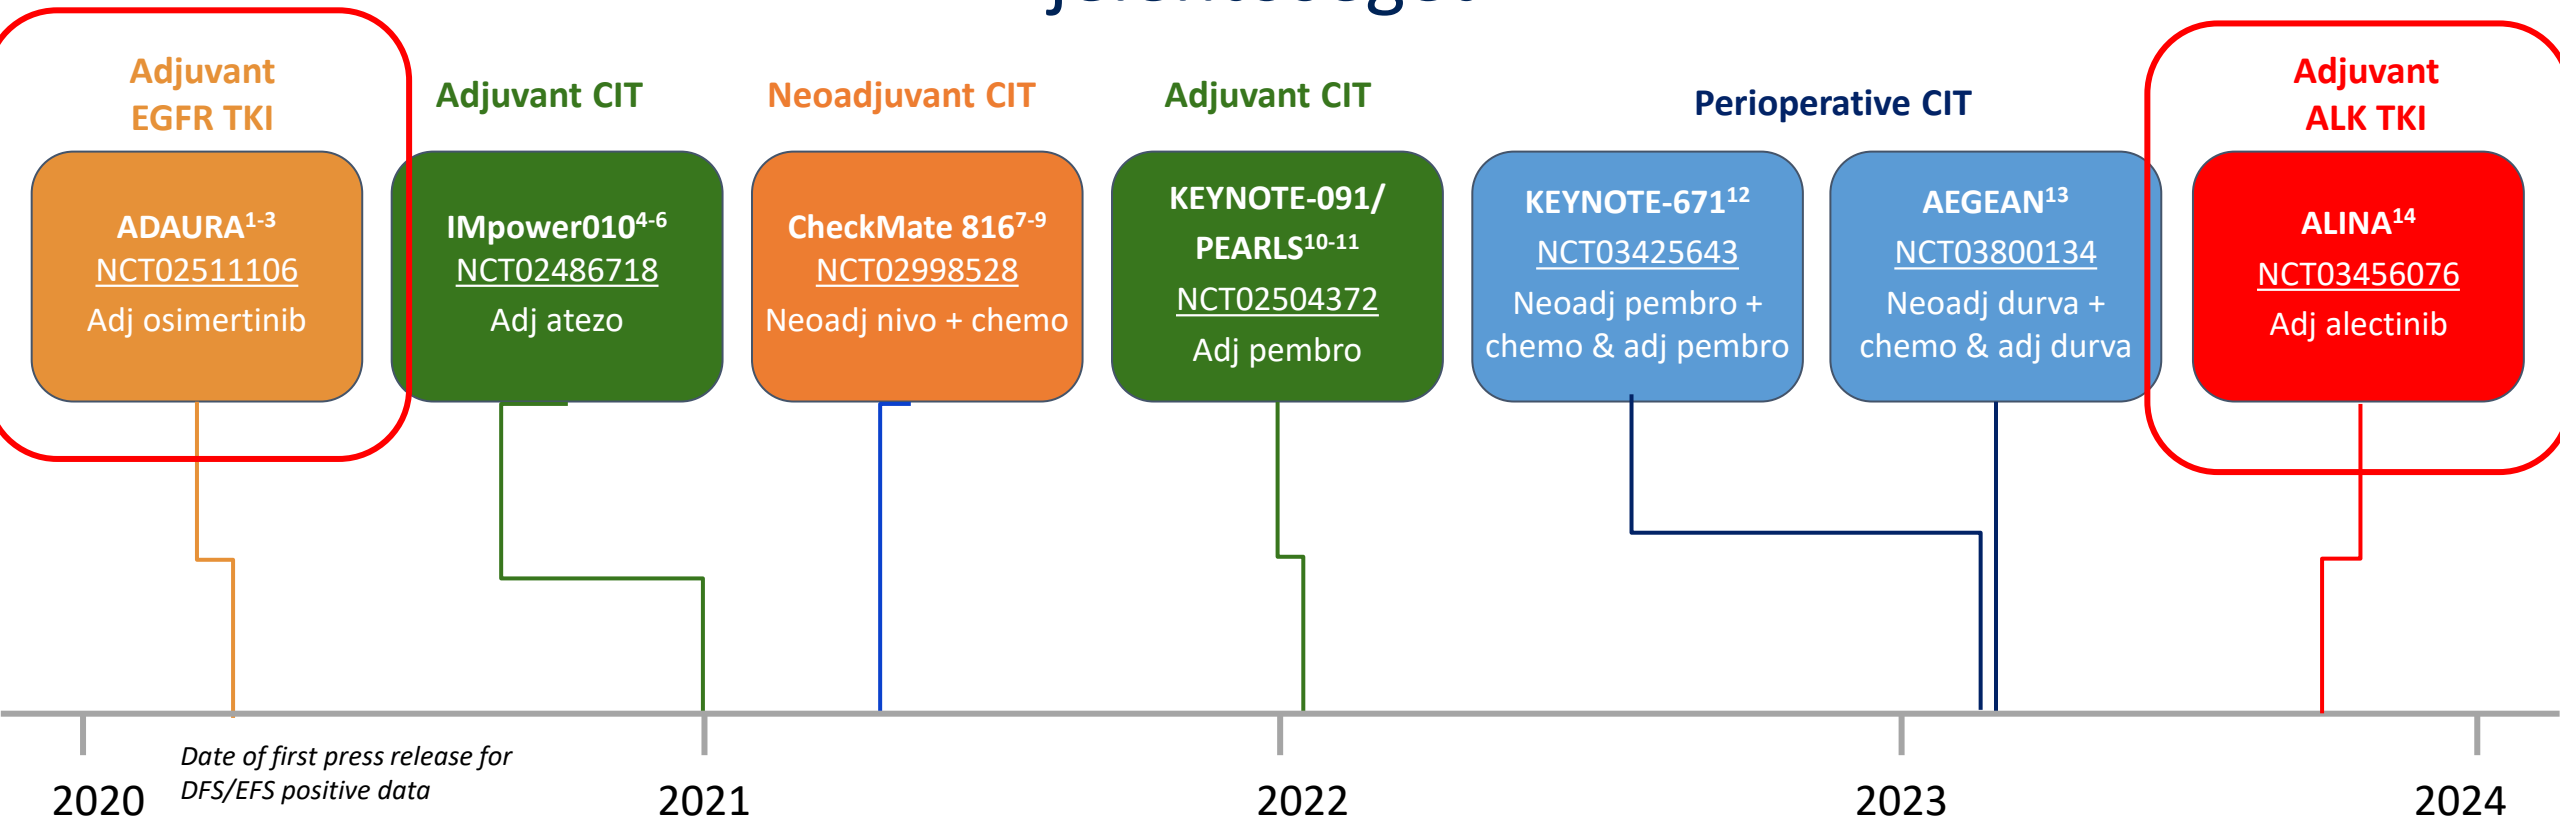 Adjuvant
EGFR TKI
ADAURA1-3
NCT02511106
Adj osimertinib
Adjuvant CIT
IMpower0104-6
NCT02486718
Adj atezo
Neoadjuvant CIT
CheckMate 8167-9
NCT02998528
Neoadj nivo + chemo
Adjuvant CIT
KEYNOTE-091/
PEARLS10-11
NCT02504372
Adj pembro
Perioperative CIT
KEYNOTE-67112
NCT03425643
Neoadj pembro +
chemo & adj pembro
AEGEAN13
NCT03800134
Neoadj durva +
chemo & adj durva
Adjuvant
ALK TKI
ALINA14
NCT03456076
Adj alectinib
Date of first press release for
DFS/EFS positive data
2020
2021
2022
2023
2024